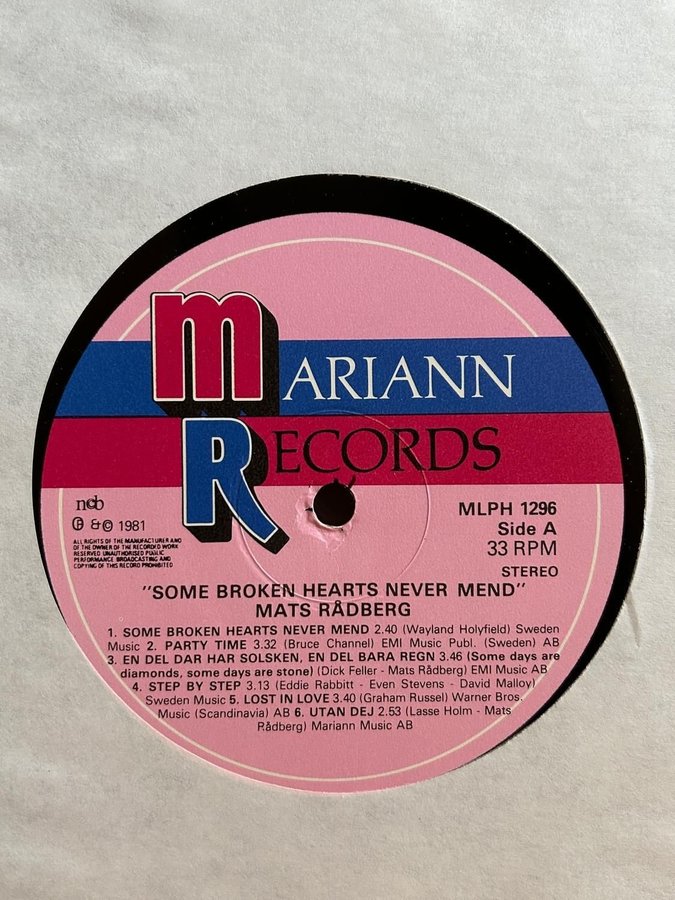 MARIANN
RECORDS
ncb
Ⓟ & © 1981
ALL RIGHTS OF THE MANUFACTURER AND
OF THE OWNER OF THE RECORDED WORK
RESERVED UNAUTHORISED PUBLIC
PERFORMANCE BROADCASTING AND
COPYING OF THIS RECORD PROHIBITED
MLPH 1296
Side A
33 RPM
STEREO
"SOME BROKEN HEARTS NEVER MEND"
MATS RÅDBERG
1. SOME BROKEN HEARTS NEVER MEND 2.40 (Wayland Holyfield) Sweden
Music 2. PARTY TIME 3.32 (Bruce Channel) EMI Music Publ. (Sweden) AB
3. EN DEL DAR HAR SOLSKEN, EN DEL BARA REGN 3.46 (Some days are
diamonds, some days are stone) (Dick Feller - Mats Rådberg) EMI Music AB
4. STEP BY STEP 3.13 (Eddie Rabbitt - Even Stevens - David Malloy)
Sweden Music 5. LOST IN LOVE 3.40 (Graham Russel) Warner Bros.
Music (Scandinavia) AB 6. UTAN DEJ 2.53 (Lasse Holm - Mats
Rådberg) Mariann Music AB